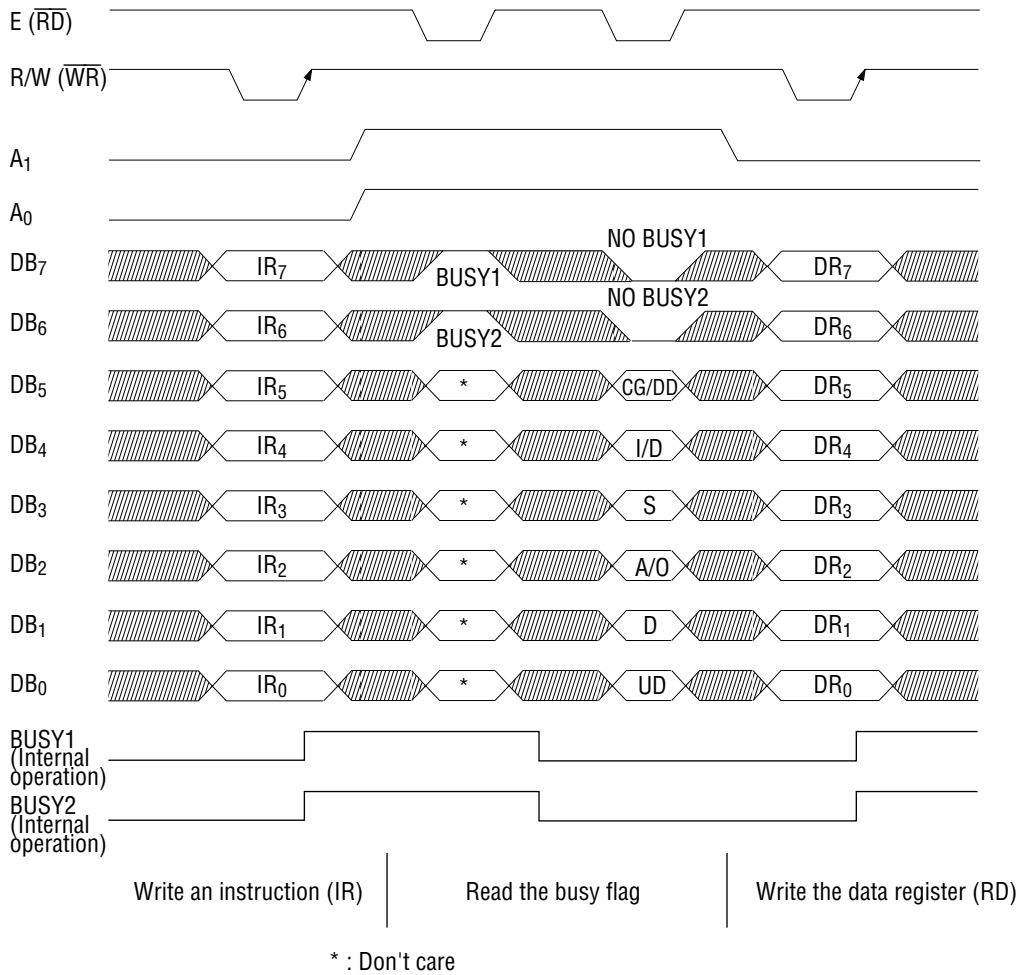 E (RD)
R/W (WR)
A1
A0
NO BUSY1
DB7 IR7 BUSY1 DR7
NO BUSY2
DB6 IR6 BUSY2 DR6
DB5 IR5 * CG/DD DR5
DB4 IR4 * I/D DR4
DB3 IR3 * S DR3
DB2 IR2 * A/O DR2
DB1 IR1 * D DR1
DB0 IR0 * UD DR0
BUSY1
(Internal
operation)
BUSY2
(Internal
operation)
Write an instruction (IR) Read the busy flag Write the data register (RD)
* : Don't care